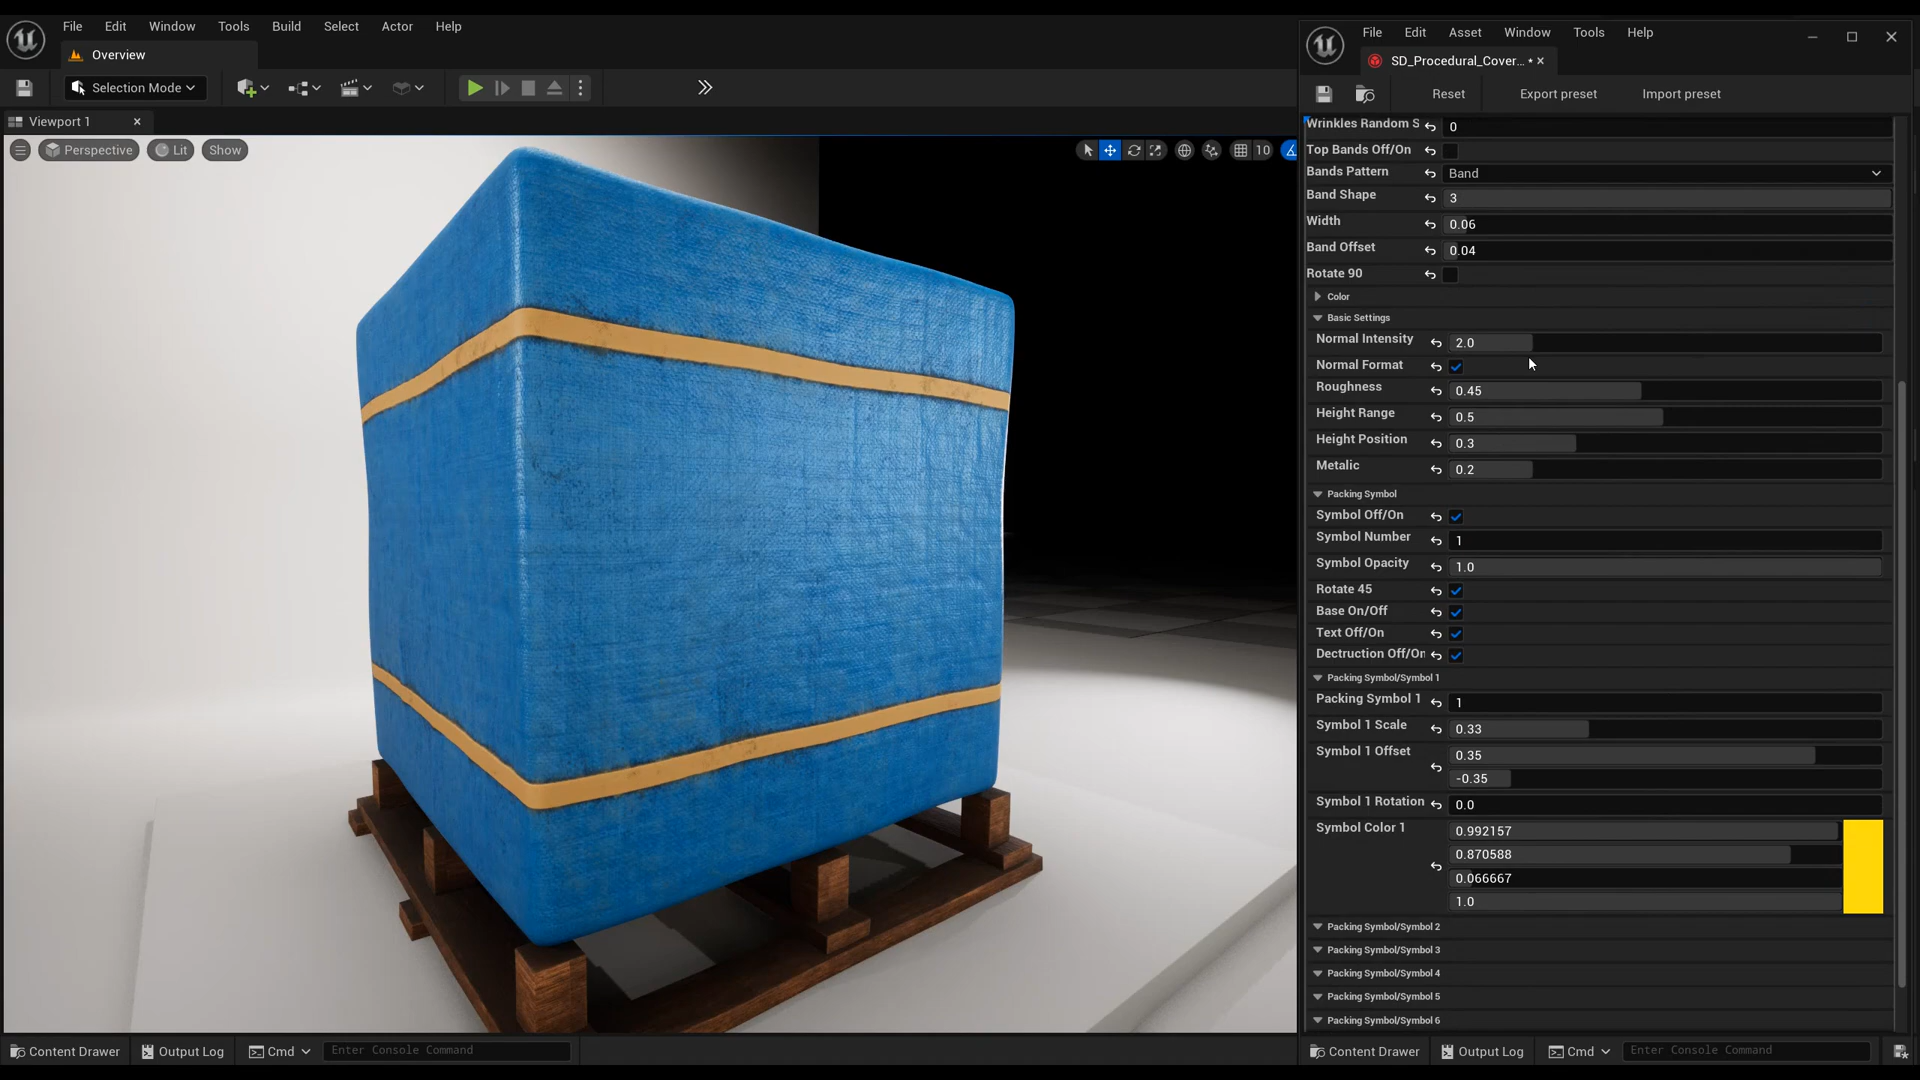 File Edit Window Tools Build Select Actor Help
Overview
Selection Mode
Viewport 1
Perspective Lit Show
10
File Edit Asset Window Tools Help
SD_Procedural_Cover... •
Reset Export preset Import preset
Wrinkles Random S 0
Top Bands Off/On
Bands Pattern Band
Band Shape 3
Width 0.06
Band Offset 0.04
Rotate 90
Color
Basic Settings
Normal Intensity 2.0
Normal Format
Roughness 0.45
Height Range 0.5
Height Position 0.3
Metalic 0.2
Packing Symbol
Symbol Off/On
Symbol Number 1
Symbol Opacity 1.0
Rotate 45
Base On/Off
Text Off/On
Dectruction Off/On
Packing Symbol/Symbol 1
Packing Symbol 1 1
Symbol 1 Scale 0.33
Symbol 1 Offset 0.35
-0.35
Symbol 1 Rotation 0.0
Symbol Color 1 0.992157
0.870588
0.066667
1.0
Packing Symbol/Symbol 2
Packing Symbol/Symbol 3
Packing Symbol/Symbol 4
Packing Symbol/Symbol 5
Packing Symbol/Symbol 6
Content Drawer Output Log Cmd Enter Console Command
Content Drawer Output Log Cmd Enter Console Command